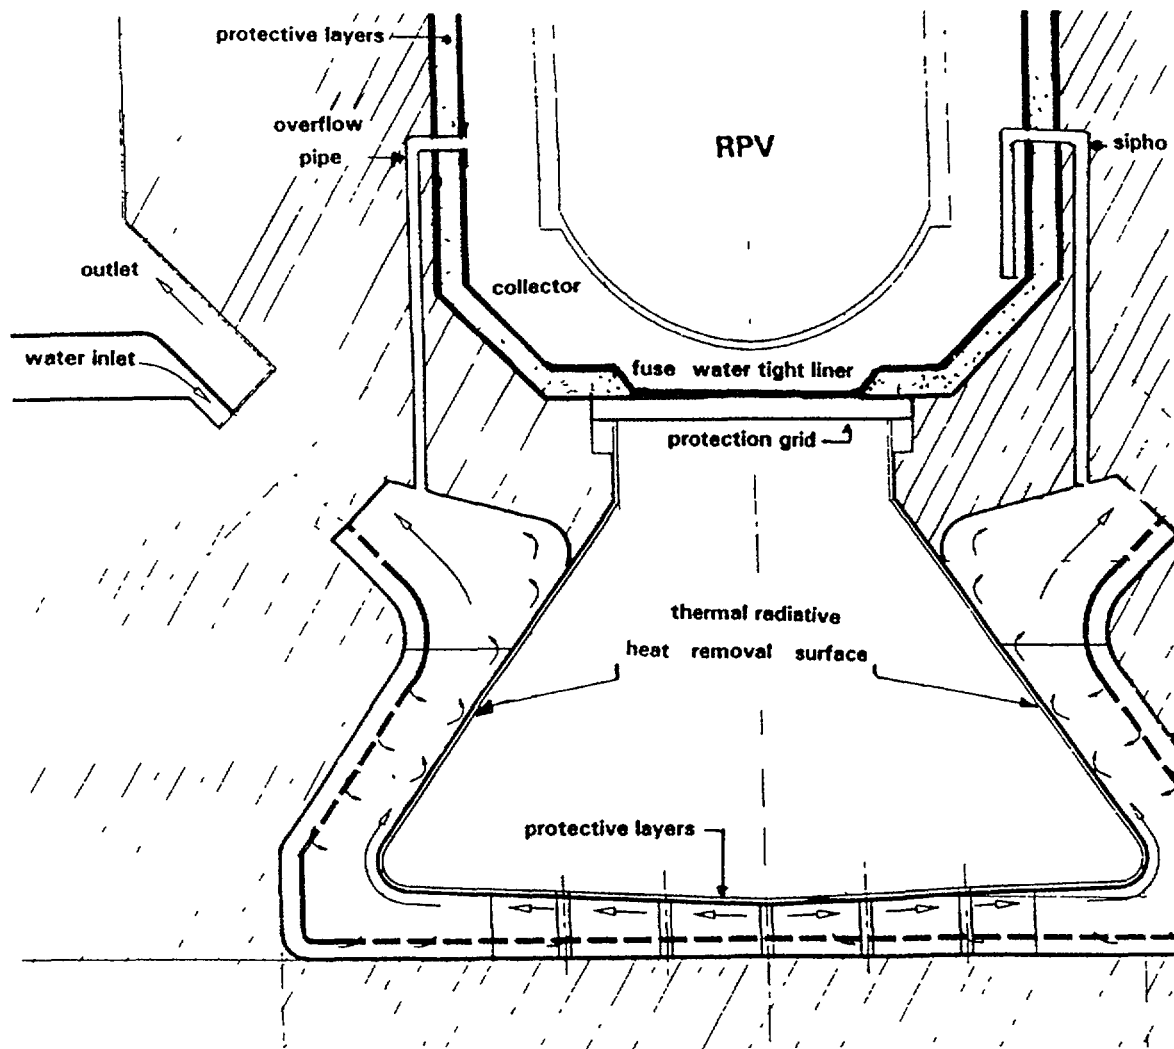 protective layers
overflow
pipe
RPV
sipho
outlet
collector
water inlet
fuse water tight liner
protection grid
thermal radiative
heat removal surface
protective layers